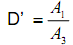 D’ = A₁/A₃